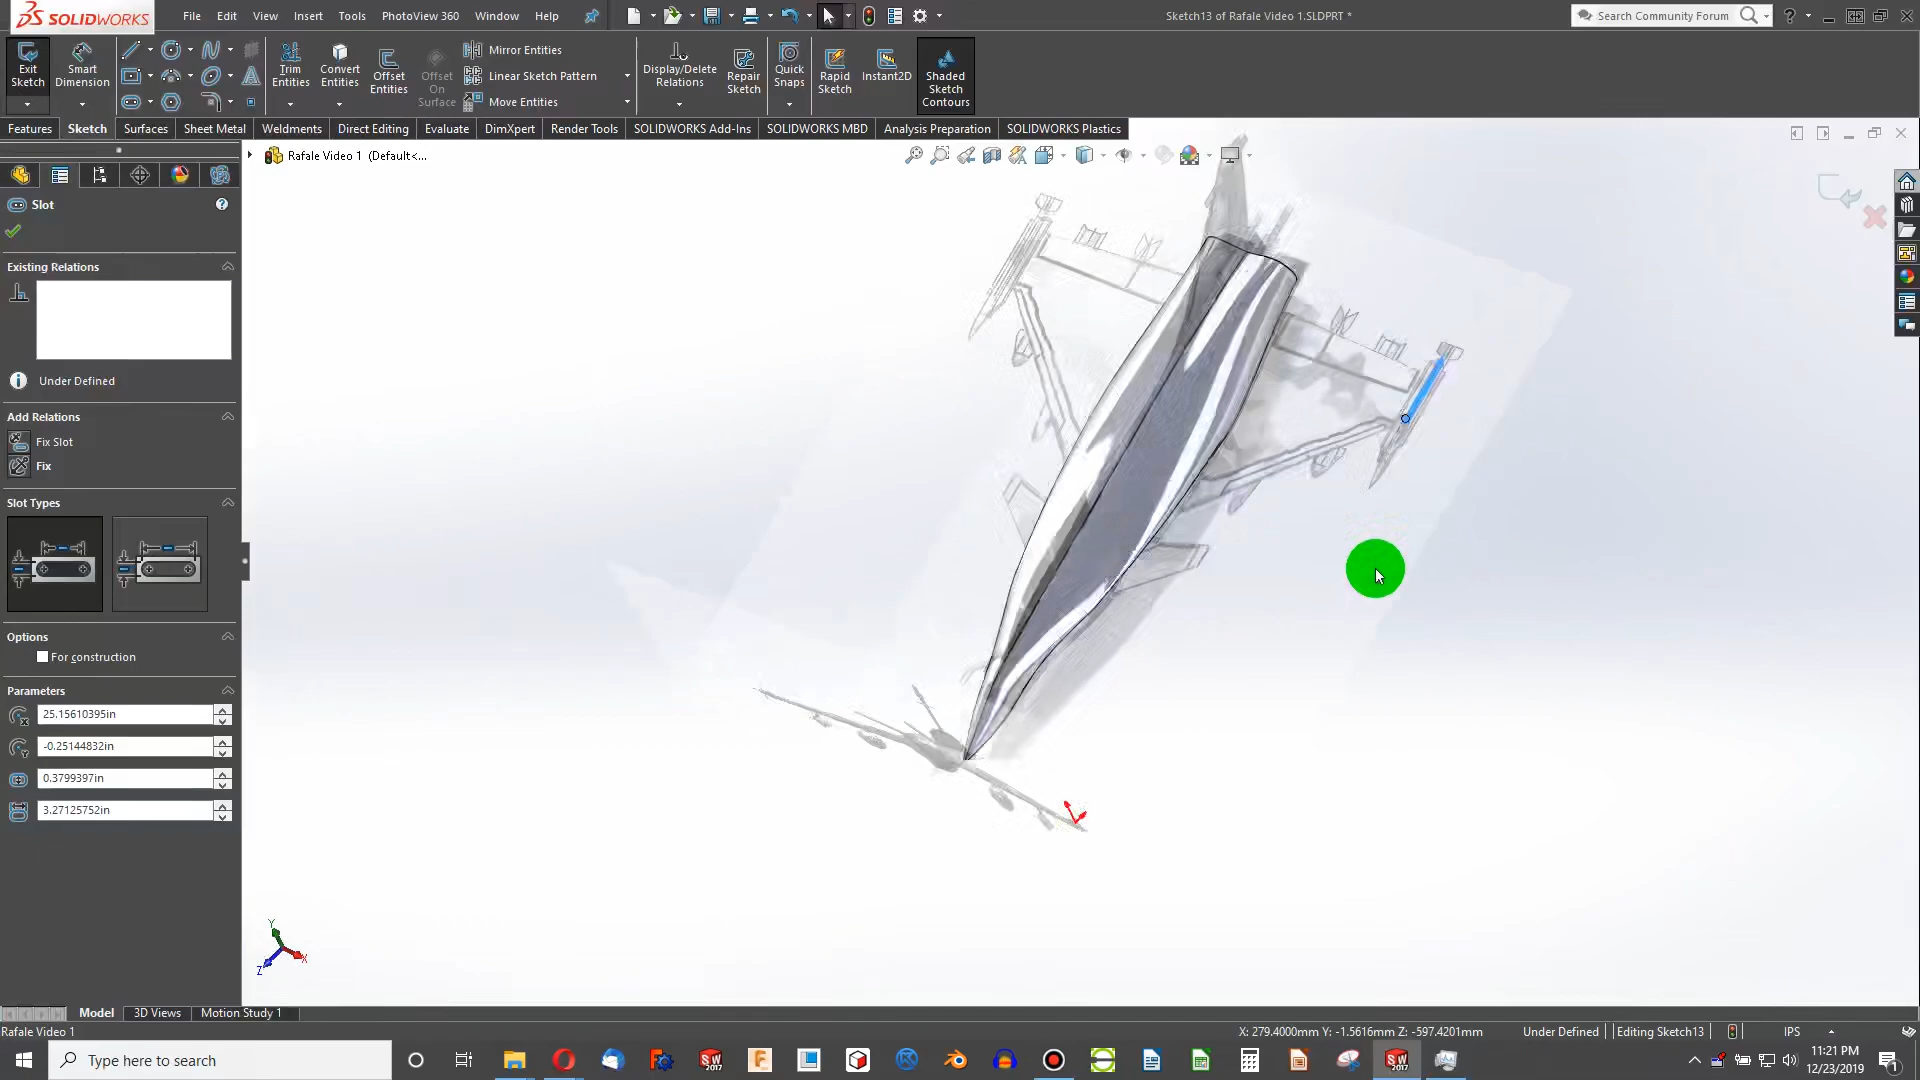 SOLIDWORKS File Edit View Insert Tools PhotoView 360 Window Help Sketch13 of Rafale Video 1.SLDPRT * Search Community Forum
Exit Sketch Smart Dimension Trim Entities Convert Entities Offset Entities Offset On Surface Mirror Entities Linear Sketch Pattern Move Entities Display/Delete Relations Repair Sketch Quick Snaps Rapid Sketch Instant2D Shaded Sketch Contours
Features Sketch Surfaces Sheet Metal Weldments Direct Editing Evaluate DimXpert Render Tools SOLIDWORKS Add-Ins SOLIDWORKS MBD Analysis Preparation SOLIDWORKS Plastics
Rafale Video 1 (Default<...
Slot
Existing Relations
Under Defined
Add Relations
Fix Slot
Fix
Slot Types
Options
For construction
Parameters
25.15610395in
-0.25144832in
0.3799397in
3.27125752in
Y
X
Z
Model 3D Views Motion Study 1
Rafale Video 1 X: 279.4000mm Y: -1.5616mm Z: -597.4201mm Under Defined Editing Sketch13 IPS
Type here to search
SW 2017
SW 2017
11:21 PM
12/23/2019
1